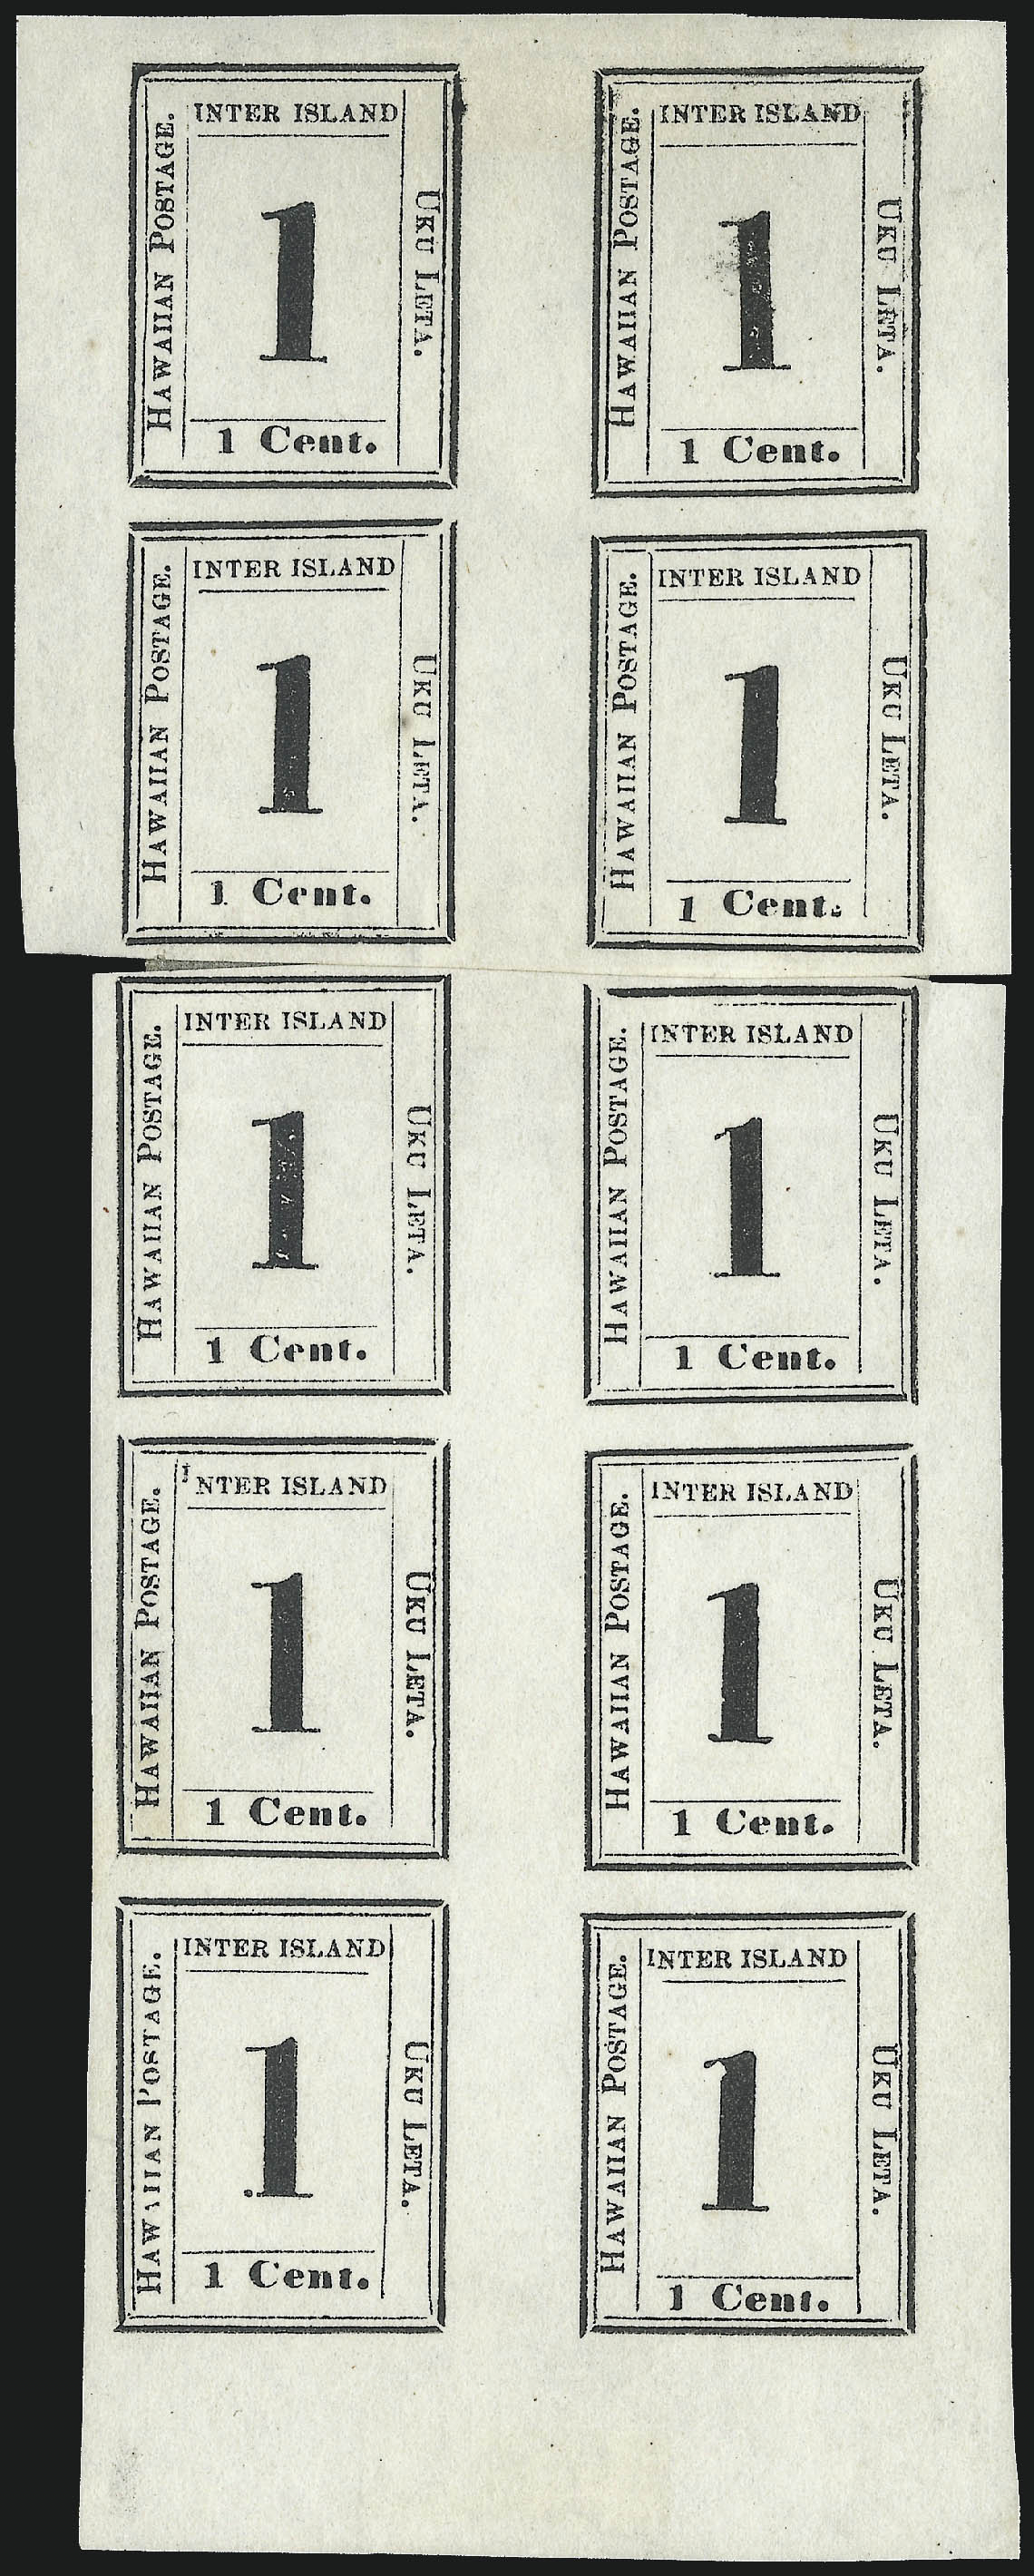 INTER ISLAND
HAWAIIAN POSTAGE.
1
UKU LETA.
1 Cent.
INTER ISLAND
HAWAIIAN POSTAGE.
1
UKU LETA.
1 Cent.
INTER ISLAND
HAWAIIAN POSTAGE.
1
UKU LETA.
1 Cent.
INTER ISLAND
HAWAIIAN POSTAGE.
1
UKU LETA.
1 Cent.
INTER ISLAND
HAWAIIAN POSTAGE.
1
UKU LETA.
1 Cent.
INTER ISLAND
HAWAIIAN POSTAGE.
1
UKU LETA.
1 Cent.
INTER ISLAND
HAWAIIAN POSTAGE.
1
UKU LETA.
1 Cent.
INTER ISLAND
HAWAIIAN POSTAGE.
1
UKU LETA.
1 Cent.
INTER ISLAND
HAWAIIAN POSTAGE.
1
UKU LETA.
1 Cent.
INTER ISLAND
HAWAIIAN POSTAGE.
1
UKU LETA.
1 Cent.